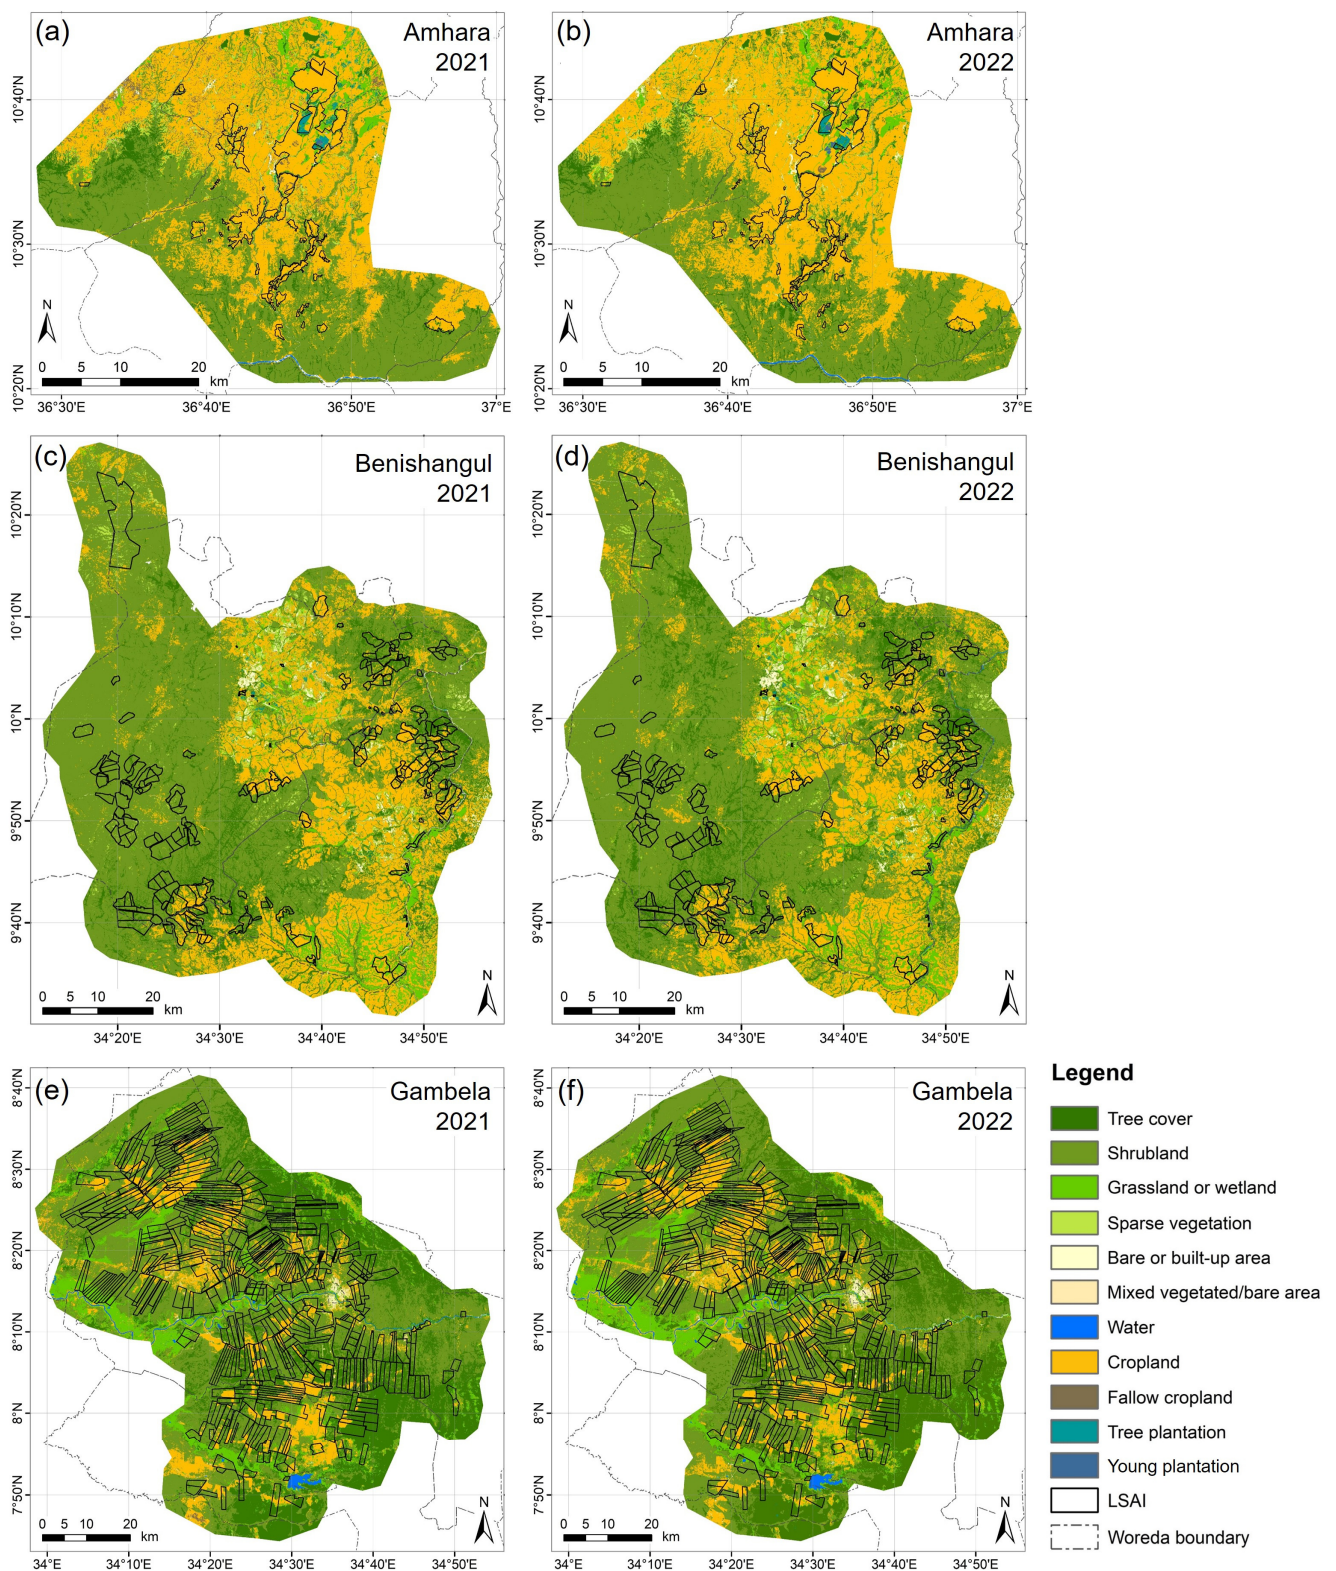 (a) Amhara
2021
10°40'N
10°30'N
10°20'N
N
0 5 10 20
km
36°30'E 36°40'E 36°50'E 37°E
(b) Amhara
2022
10°40'N
10°30'N
10°20'N
N
0 5 10 20
km
36°30'E 36°40'E 36°50'E 37°E
(c) Benishangul
2021
10°20'N
10°10'N
10°0'N
9°50'N
9°40'N
N
0 5 10 20
km
34°20'E 34°30'E 34°40'E 34°50'E
(d) Benishangul
2022
10°20'N
10°10'N
10°0'N
9°50'N
9°40'N
N
0 5 10 20
km
34°20'E 34°30'E 34°40'E 34°50'E
(e) Gambela
2021
8°40'N
8°30'N
8°20'N
8°10'N
8°N
7°50'N
N
0 5 10 20
km
34°E 34°10'E 34°20'E 34°30'E 34°40'E 34°50'E
(f) Gambela
2022
8°40'N
8°30'N
8°20'N
8°10'N
8°N
7°50'N
N
0 5 10 20
km
34°E 34°10'E 34°20'E 34°30'E 34°40'E 34°50'E
Legend
Tree cover
Shrubland
Grassland or wetland
Sparse vegetation
Bare or built-up area
Mixed vegetated/bare area
Water
Cropland
Fallow cropland
Tree plantation
Young plantation
LSAI
Woreda boundary